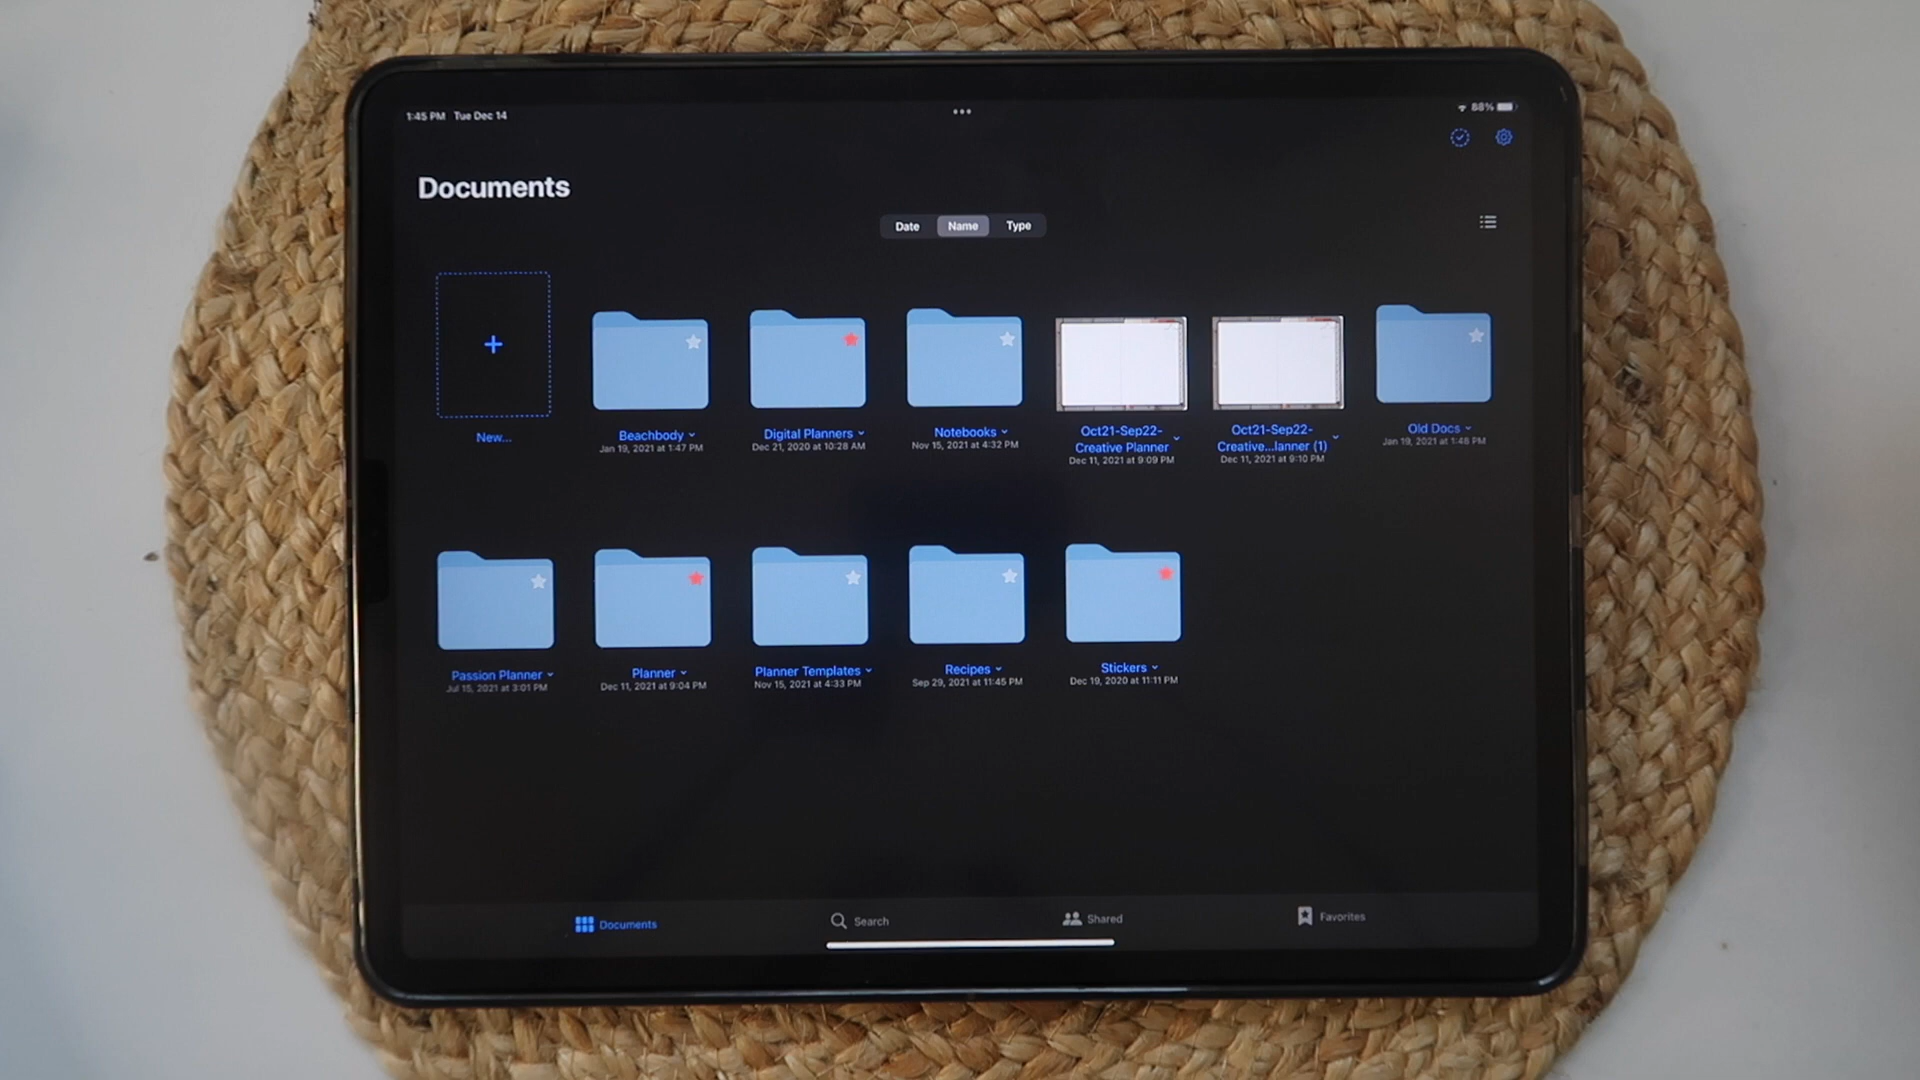 1:45 PM Tue Dec 14
88%
Documents
Date Name Type
New...
Beachbody
Jan 19, 2021 at 1:47 PM
Digital Planners
Dec 21, 2020 at 10:28 AM
Notebooks
Nov 15, 2021 at 4:32 PM
Oct21-Sep22-
Creative Planner
Dec 11, 2021 at 9:09 PM
Oct21-Sep22-
Creative...lanner (1)
Dec 11, 2021 at 9:10 PM
Old Docs
Jan 19, 2021 at 1:48 PM
Passion Planner
Jul 15, 2021 at 3:01 PM
Planner
Dec 11, 2021 at 9:04 PM
Planner Templates
Nov 15, 2021 at 4:33 PM
Recipes
Sep 29, 2021 at 11:45 PM
Stickers
Dec 19, 2020 at 11:11 PM
Documents Search Shared Favorites